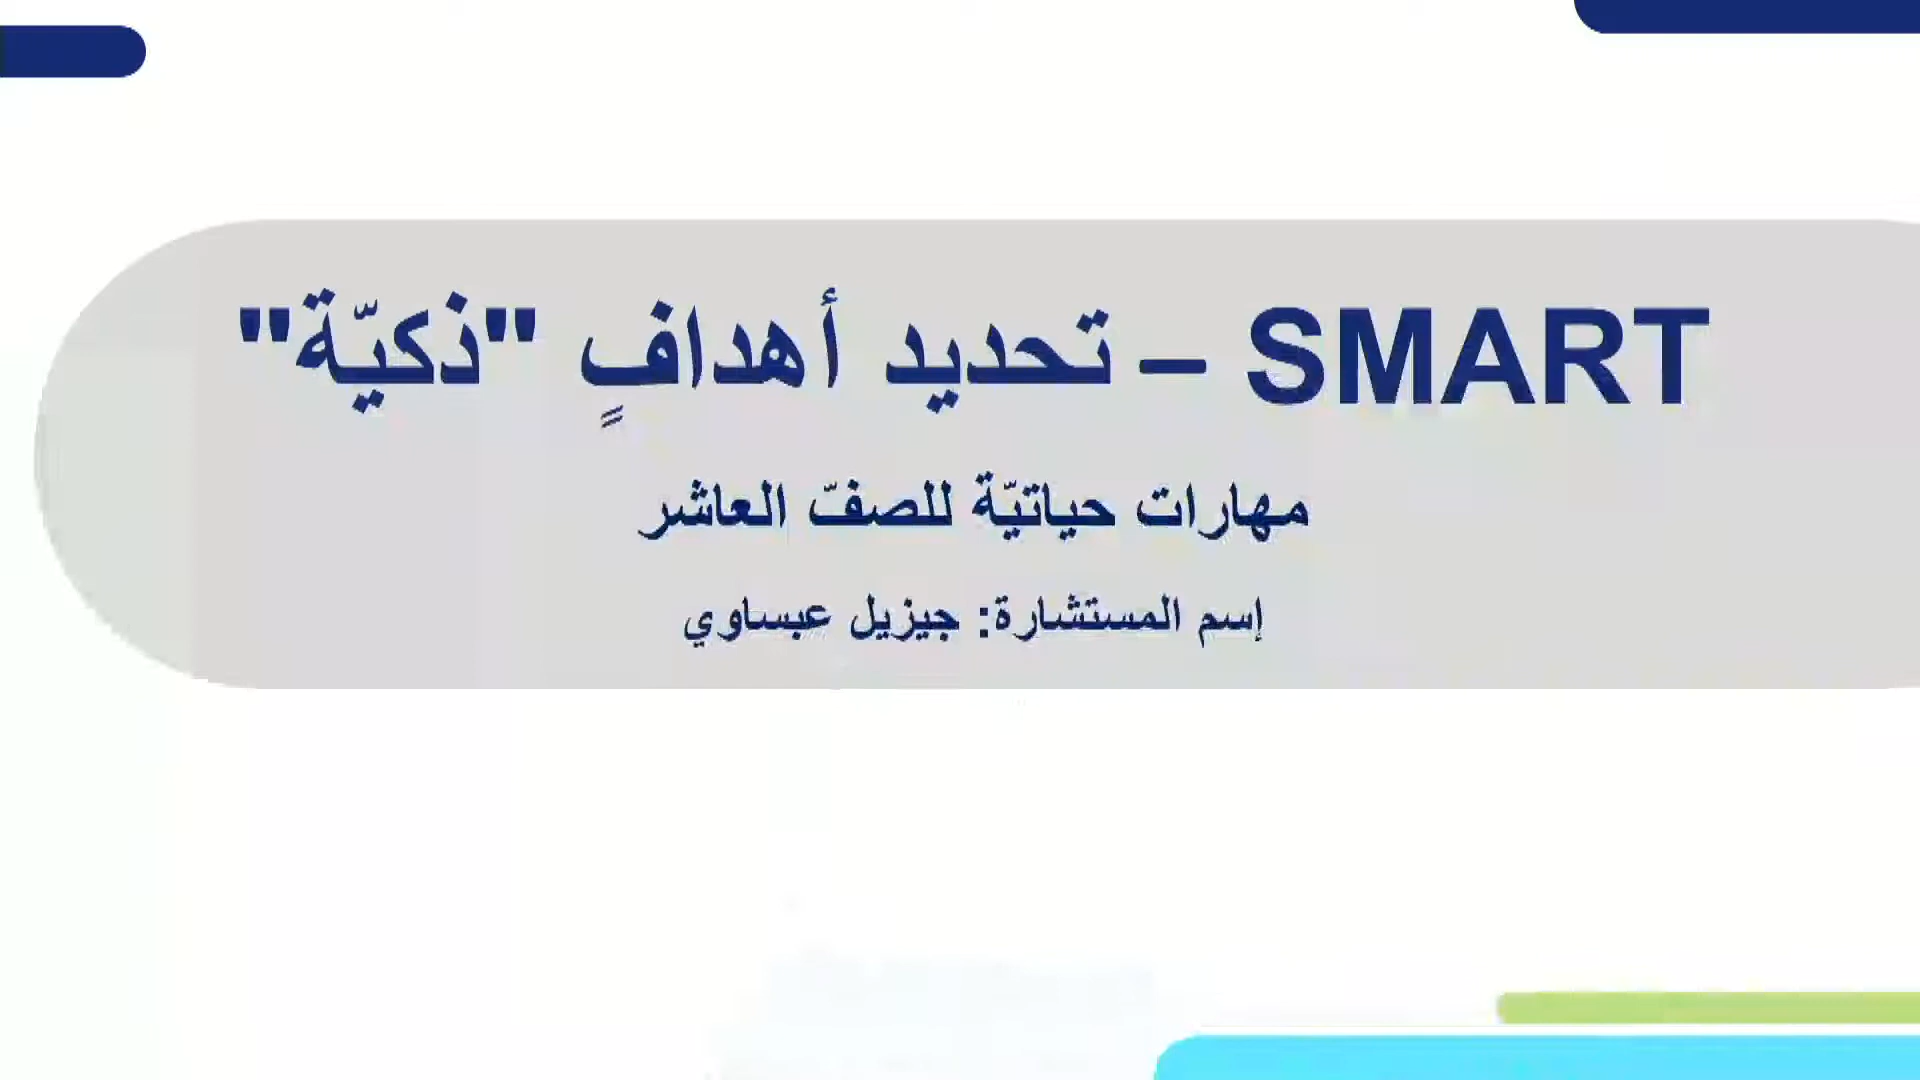 SMART – تحديد أهدافٍ "ذكيّة"
مهارات حياتيّة للصفّ العاشر
إسم المستشارة: جيزيل عبساوي